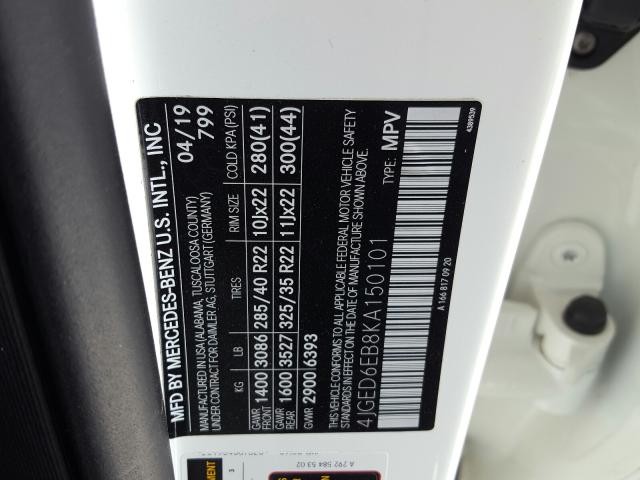 MFD BY MERCEDES-BENZ U.S. INTL., INC
04/19
MANUFACTURED IN USA (ALABAMA, TUSCALOOSA COUNTY)
799
UNDER CONTRACT FOR DAIMLER AG, STUTTGART (GERMANY)
KG LB TIRES RIM SIZE COLD KPA(PSI)
GAWR FRONT 1400 3086 285/40 R22 10Jx22 280(41)
GAWR REAR 1600 3527 325/35 R22 11Jx22 300(44)
GVWR 2900 6393
THIS VEHICLE CONFORMS TO ALL APPLICABLE FEDERAL MOTOR VEHICLE SAFETY
STANDARDS IN EFFECT ON THE DATE OF MANUFACTURE SHOWN ABOVE.
4JGED6EB8KA150101 TYPE: MPV
A 166 817 09 20
4389539
A 292 584 53 02